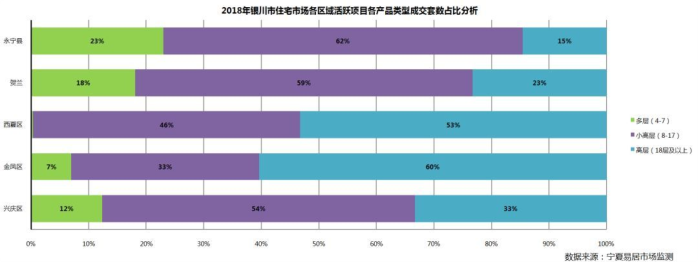 2018年银川市住宅市场各区域活跃项目各产品类型成交套数占比分析
永宁县 23% 62% 15%
贺兰 18% 59% 23%
西夏区 46% 53%
金凤区 7% 33% 60%
兴庆区 12% 54% 33%
多层（4-7）
小高层（8-17）
高层（18层及以上）
0% 10% 20% 30% 40% 50% 60% 70% 80% 90% 100%
数据来源：宁夏易居市场监测